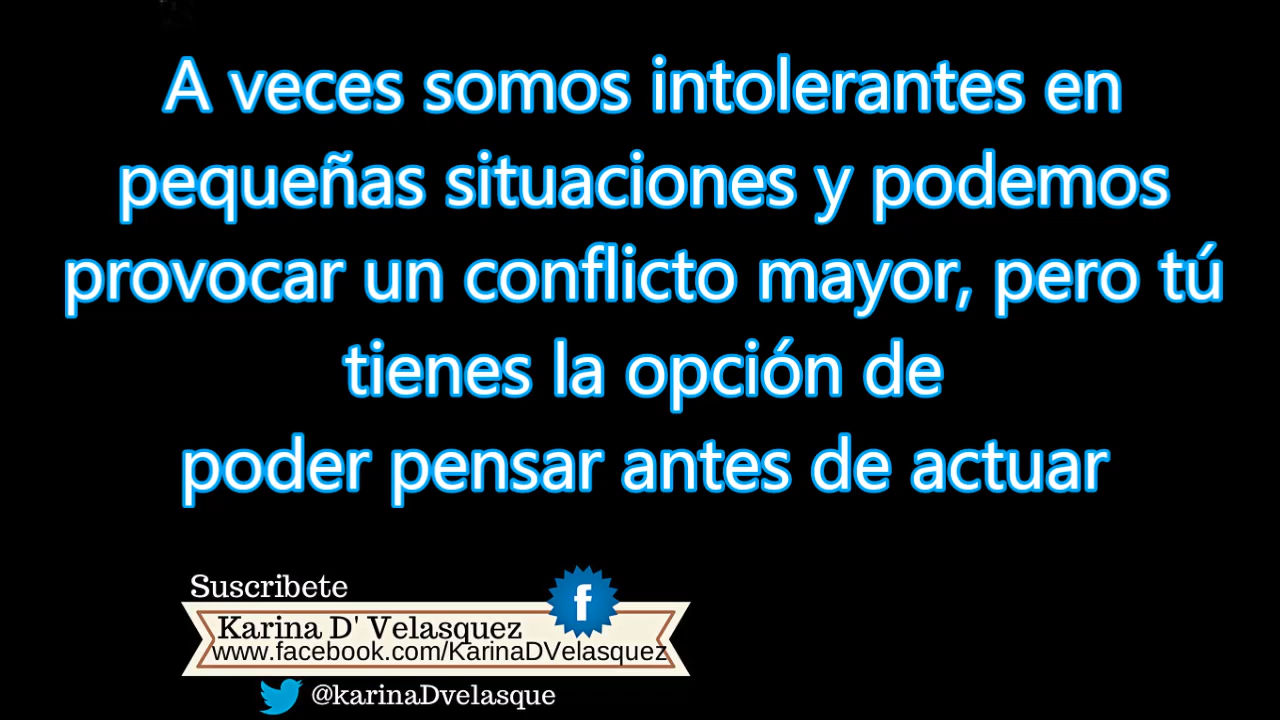 A veces somos intolerantes en
pequeñas situaciones y podemos
provocar un conflicto mayor, pero tú
tienes la opción de
poder pensar antes de actuar
Suscribete
Karina D' Velasquez
www.facebook.com/KarinaDVelasquez
@karinaDvelasque